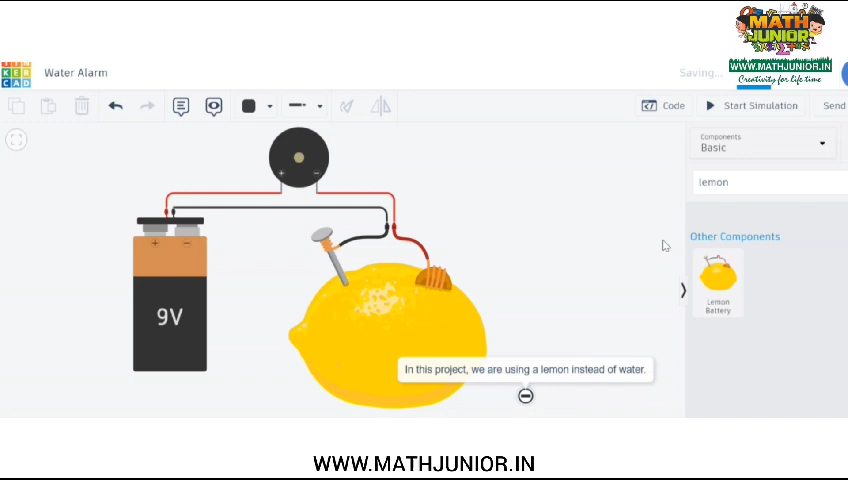 MATH
JUNIOR
WWW.MATHJUNIOR.IN
Creativity for life time
KER
CAD
Water Alarm
Saving...
Code
Start Simulation
Send
Components
Basic
lemon
+
−
Other Components
+ −
9V
Lemon
Battery
In this project, we are using a lemon instead of water.
WWW.MATHJUNIOR.IN